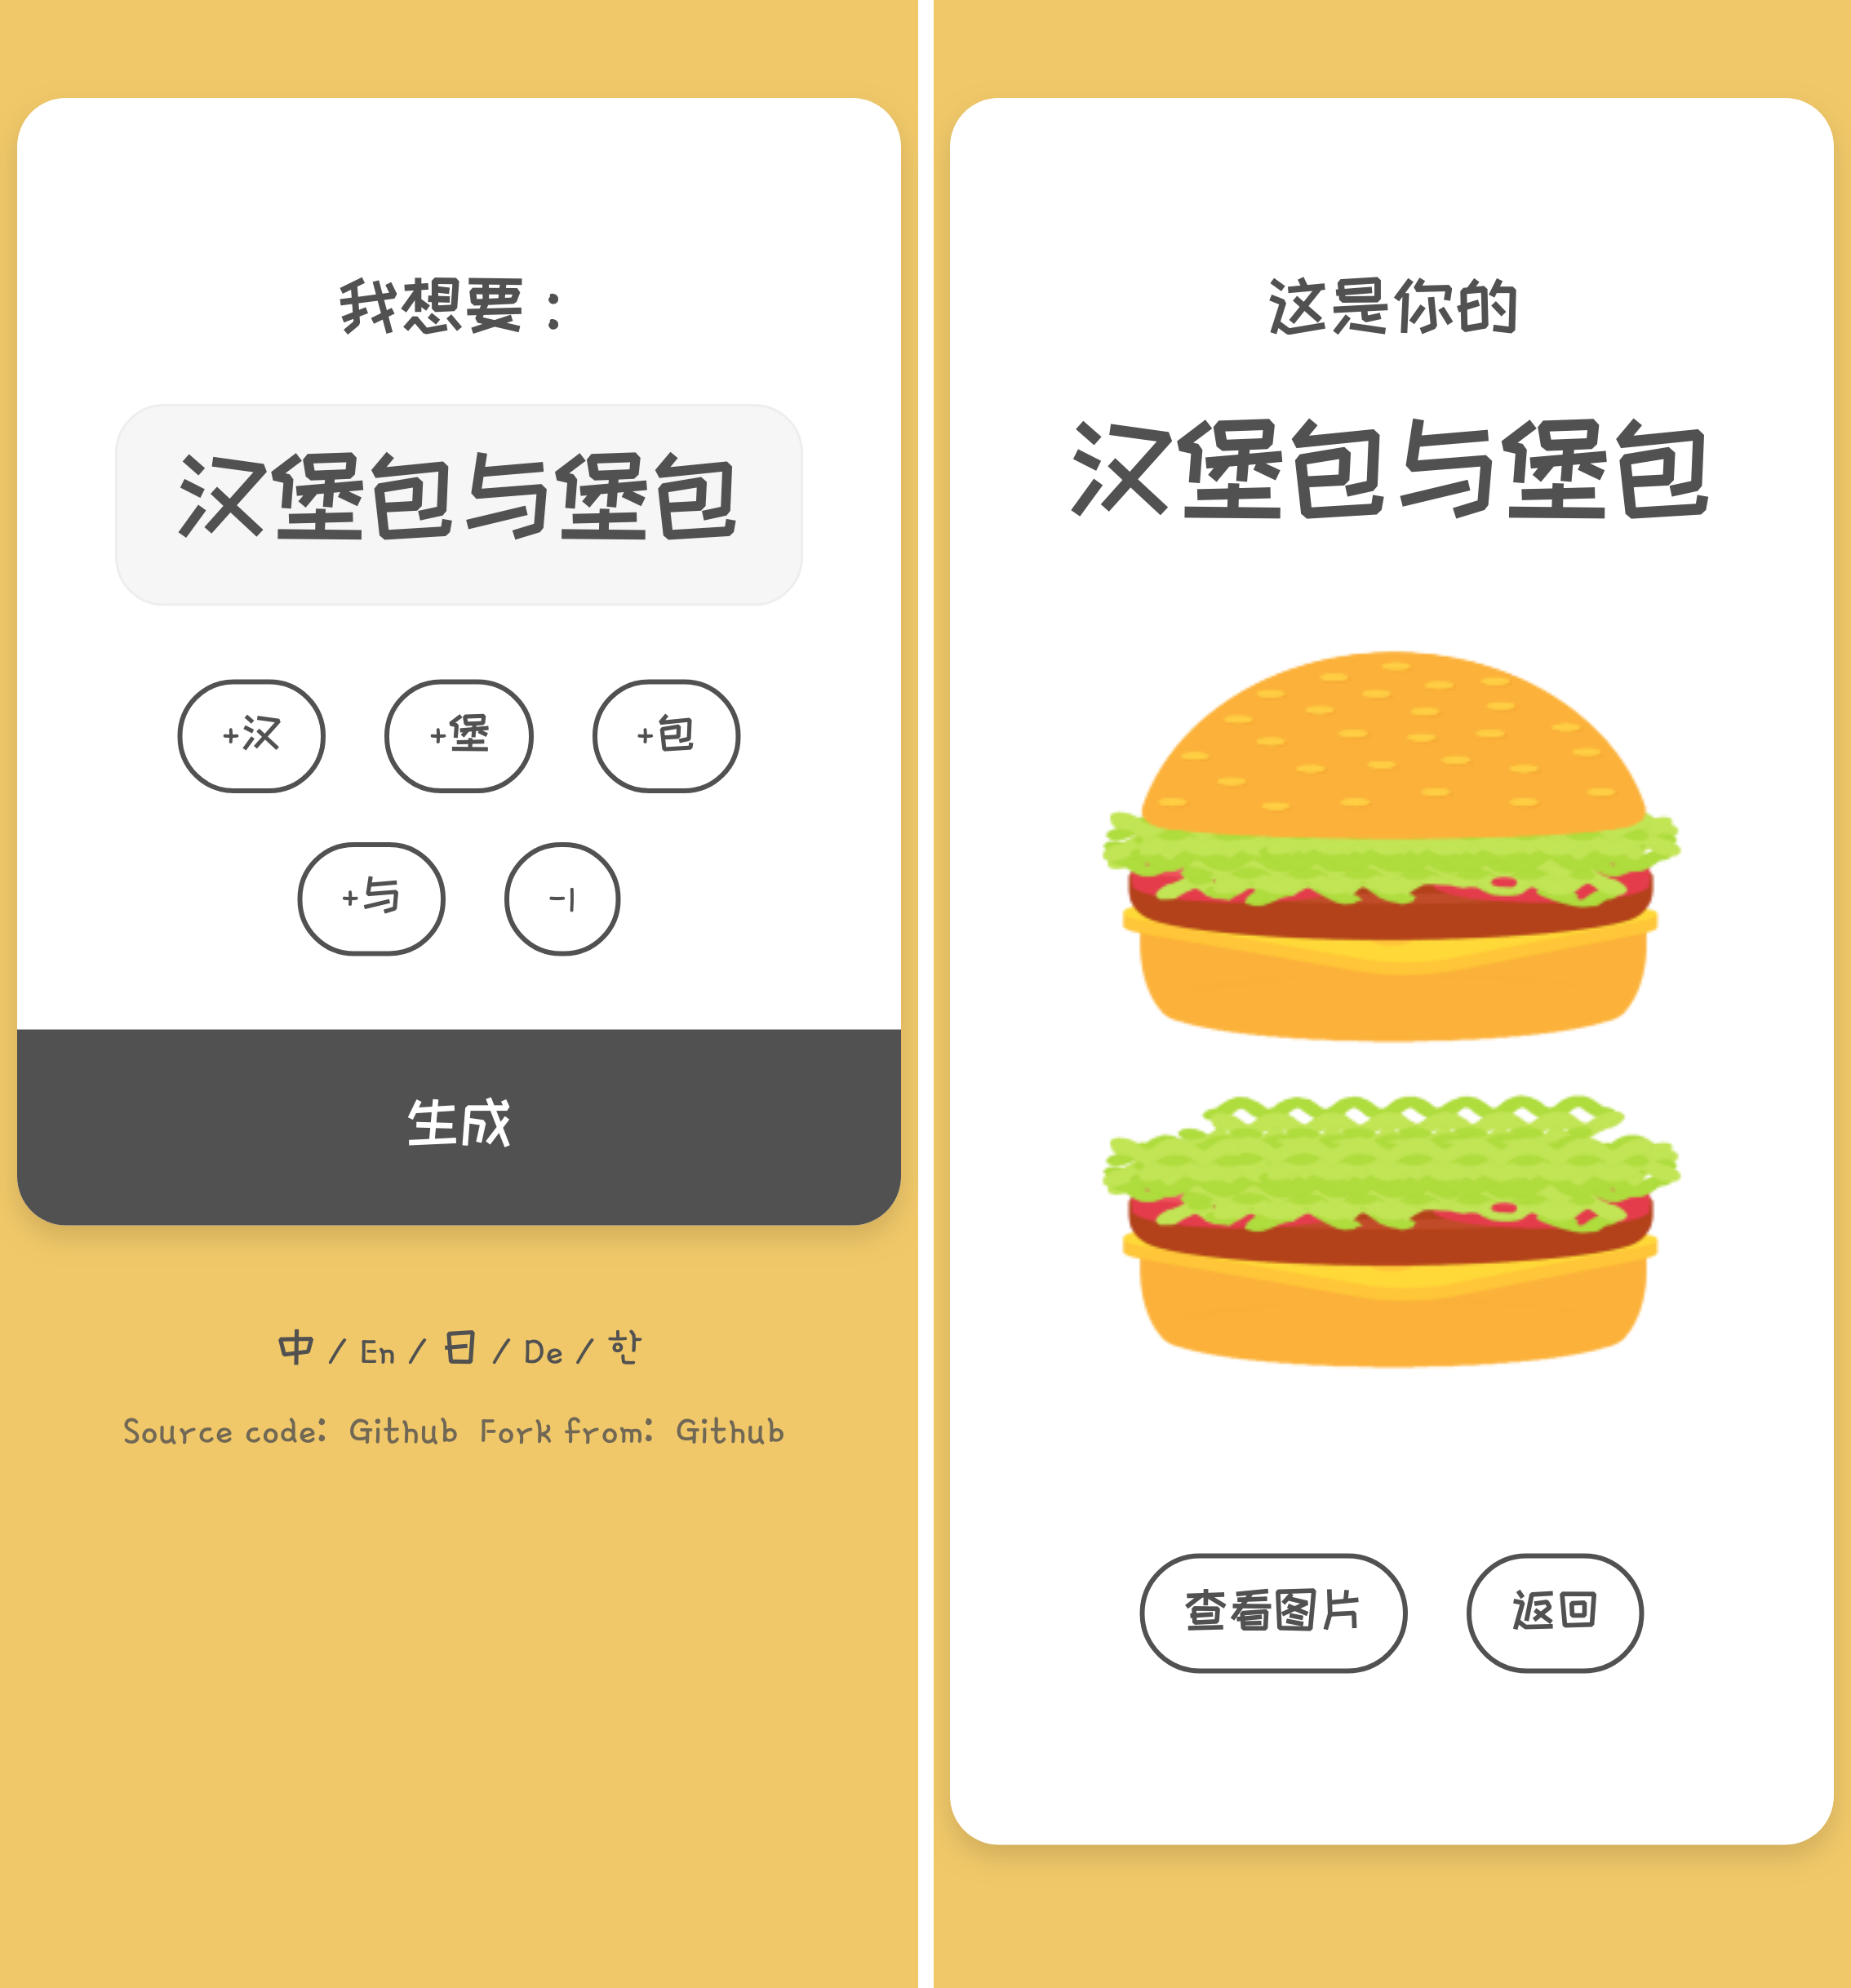 我想要：
汉堡包与堡包
+汉
+堡
+包
+与
-1
生成
中 / En / 日 / De / 한
Source code: Github Fork from: Github
这是你的
汉堡包与堡包
查看图片
返回